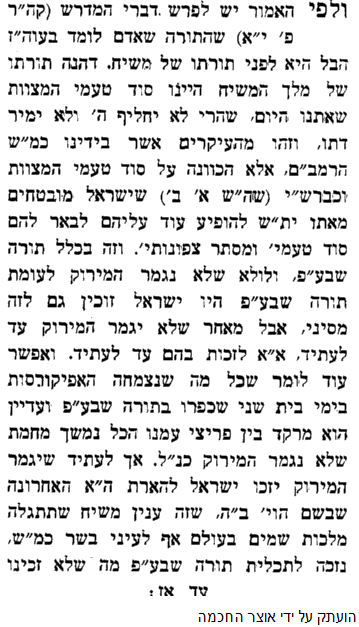 ולפי האמור יש לפרש דברי המדרש (קה"ר
פ' י"א) שהתורה שאדם לומד בעוה"ז
הבל היא לפני תורתו של משיח. דהנה תורתו
של מלך המשיח היינו סוד טעמי המצוות
שאתנו היום, שהרי לא יחליף ה' ולא ימיר
דתו, וזהו מהעיקרים אשר בידינו כמ"ש
הרמב"ם, אלא הכוונה על סוד טעמי המצוות
וכברש"י (שה"ש א' ב') שישראל מובטחים
מאתו ית"ש להופיע עוד עליהם לבאר להם
סוד טעמי' ומסתר צפונותי'. וזה בכלל תורה
שבע"פ, ולולא שלא נגמר המירוק לעומת
תורה שבע"פ היו ישראל זוכין גם לזה
מסיני, אבל מאחר שלא יגמר המירוק עד
לעתיד, א"א לזכות בהם עד לעתיד. ואפשר
עוד לומר שכל מה שנצמחה האפיקורסות
בימי בית שני שכפרו בתורה שבע"פ ועדיין
הוא מרקד בין פריצי עמנו הכל נמשך מחמת
שלא נגמר המירוק כנ"ל. אך לעתיד שיגמר
המירוק יזכו ישראל להארת ה"א האחרונה
שבשם הוי' ב"ה, שזה ענין משיח שתתגלה
מלכות שמים בעולם אף לעיני בשר כמ"ש,
נזכה לתכלית תורה שבע"פ מה שלא זכינו
עד אז:
הועתק על ידי אוצר החכמה